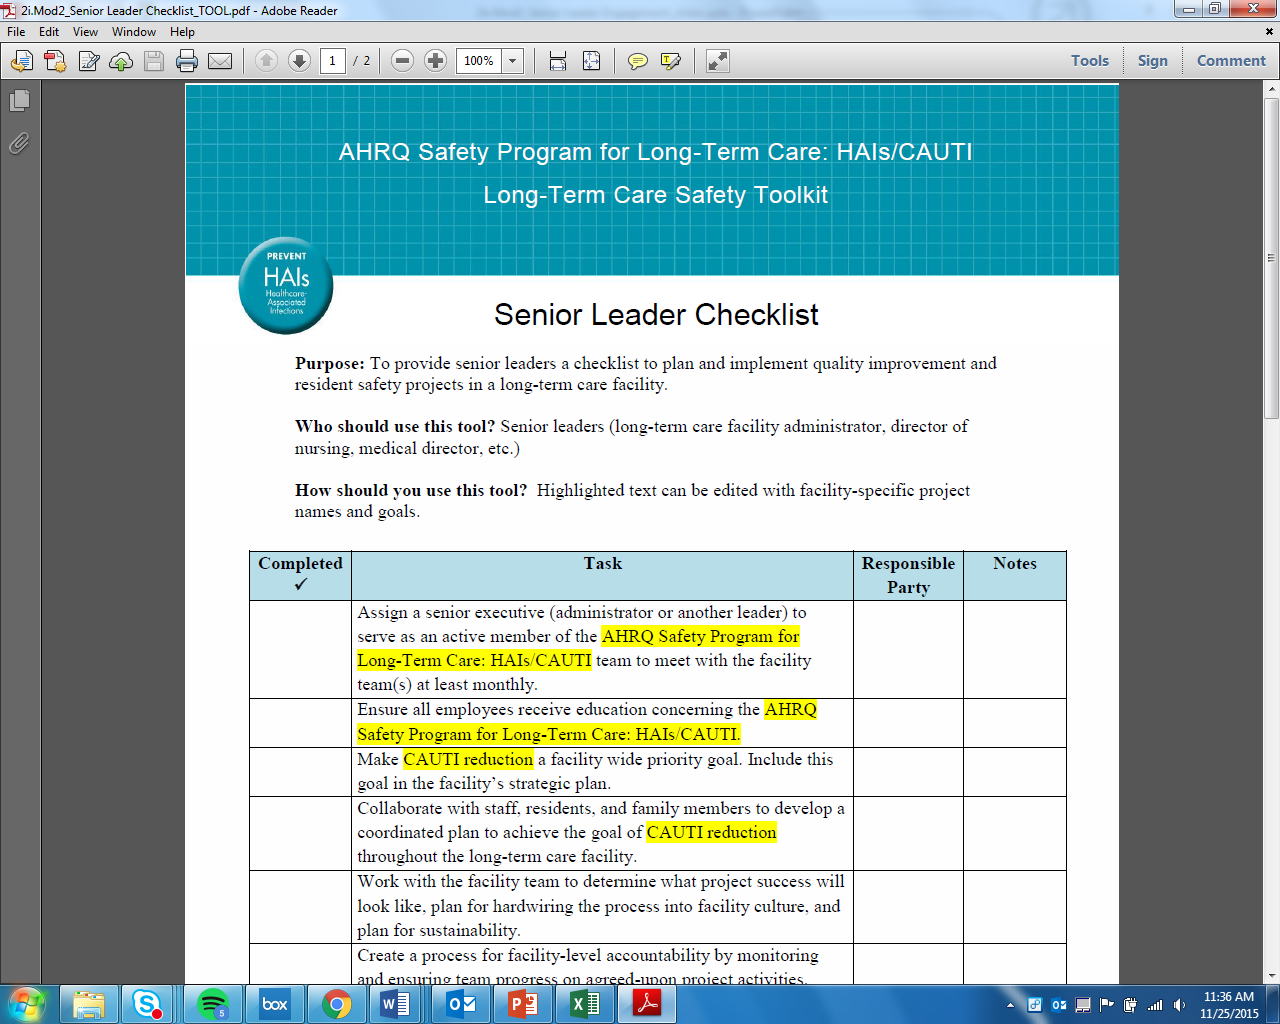 2i.Mod2_Senior Leader Checklist_TOOL.pdf - Adobe Reader
File Edit View Window Help
1 / 2 100% Tools Sign Comment
AHRQ Safety Program for Long-Term Care: HAIs/CAUTI
Long-Term Care Safety Toolkit
PREVENT
HAIs
Healthcare-
Associated
Infections
Senior Leader Checklist
Purpose: To provide senior leaders a checklist to plan and implement quality improvement and
resident safety projects in a long-term care facility.
Who should use this tool? Senior leaders (long-term care facility administrator, director of
nursing, medical director, etc.)
How should you use this tool? Highlighted text can be edited with facility-specific project
names and goals.
Completed ✓
Task
Responsible Party
Notes
Assign a senior executive (administrator or another leader) to
serve as an active member of the AHRQ Safety Program for
Long-Term Care: HAIs/CAUTI team to meet with the facility
team(s) at least monthly.
Ensure all employees receive education concerning the AHRQ
Safety Program for Long-Term Care: HAIs/CAUTI.
Make CAUTI reduction a facility wide priority goal. Include this
goal in the facility’s strategic plan.
Collaborate with staff, residents, and family members to develop a
coordinated plan to achieve the goal of CAUTI reduction
throughout the long-term care facility.
Work with the facility team to determine what project success will
look like, plan for hardwiring the process into facility culture, and
plan for sustainability.
Create a process for facility-level accountability by monitoring
and ensuring team progress on agreed-upon project activities.
5
box
11:36 AM
11/25/2015